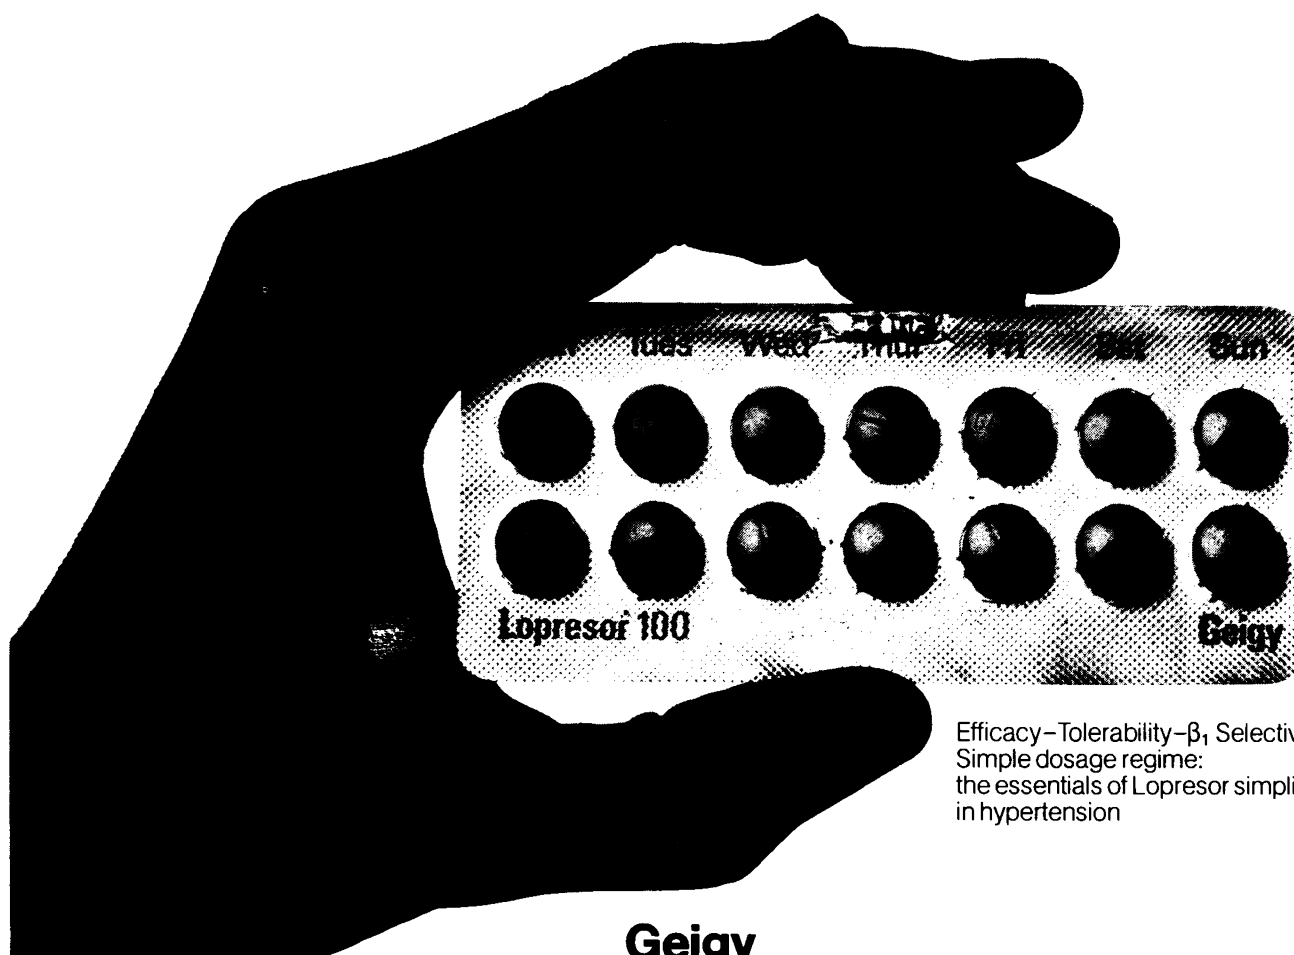 Tues Wed Thur Fri Sat Sun
Lopresor 100
Geigy
Efficacy–Tolerability–β₁ Selectiv
Simple dosage regime:
the essentials of Lopresor simpli
in hypertension
Geigy